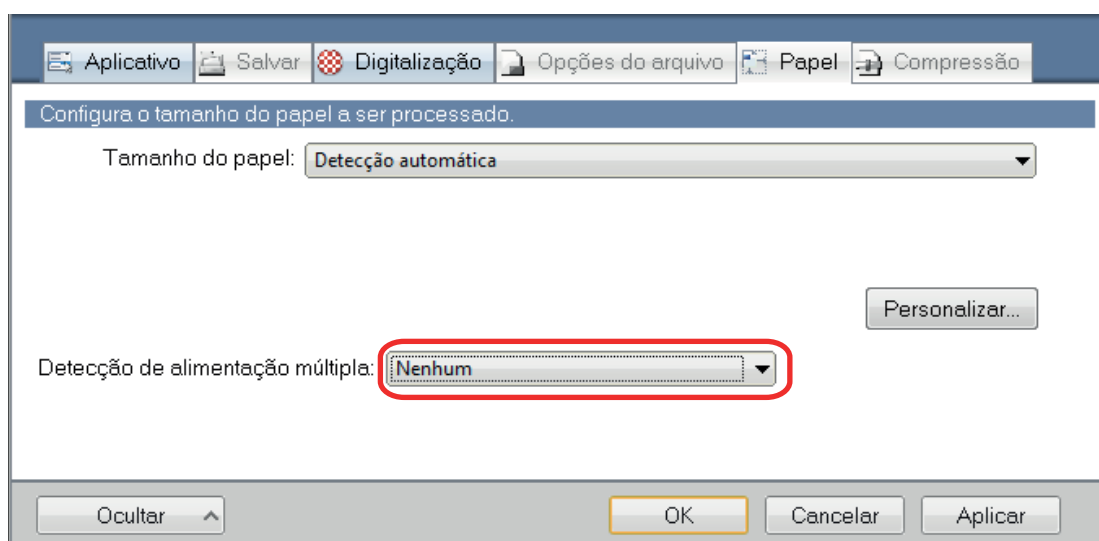 Aplicativo Salvar Digitalização Opções do arquivo Papel Compressão
Configura o tamanho do papel a ser processado.
Tamanho do papel: Detecção automática
Personalizar...
Detecção de alimentação múltipla: Nenhum
Ocultar OK Cancelar Aplicar